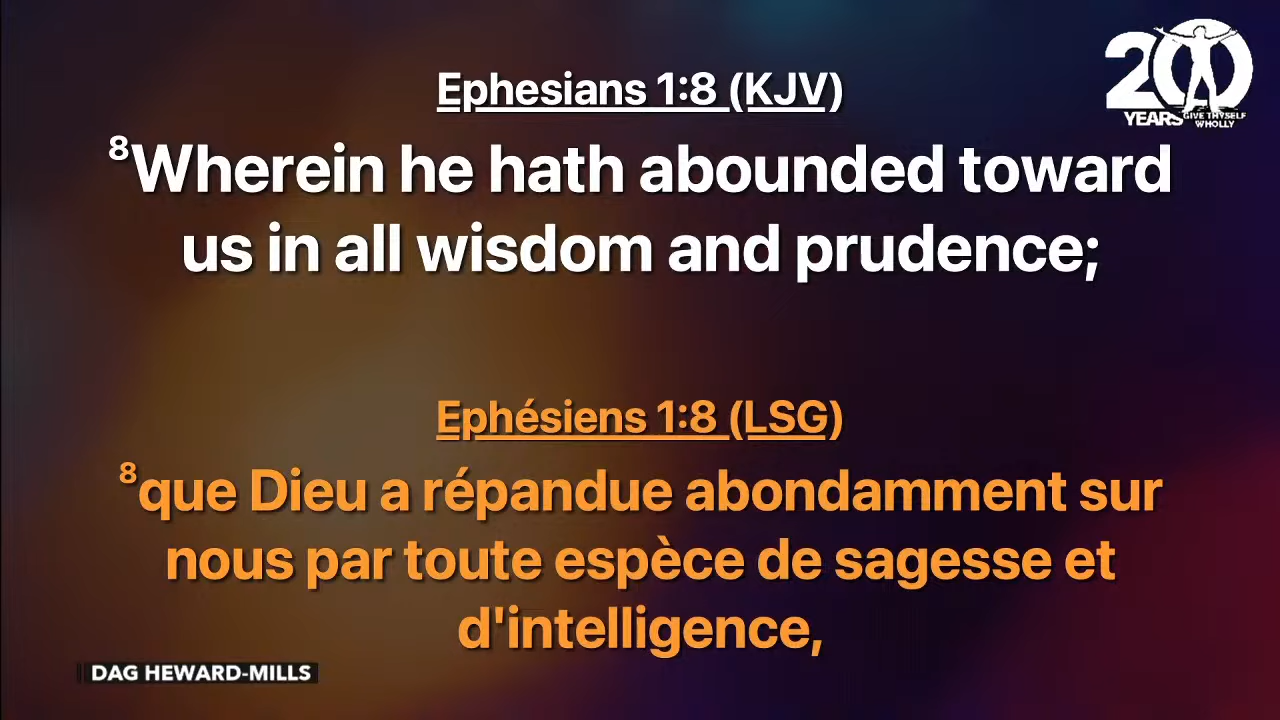 Ephesians 1:8 (KJV)
⁸Wherein he hath abounded toward
us in all wisdom and prudence;
Ephésiens 1:8 (LSG)
⁸que Dieu a répandue abondamment sur
nous par toute espèce de sagesse et
d'intelligence,
DAG HEWARD-MILLS
20
YEARS
GIVE THYSELF
WHOLLY